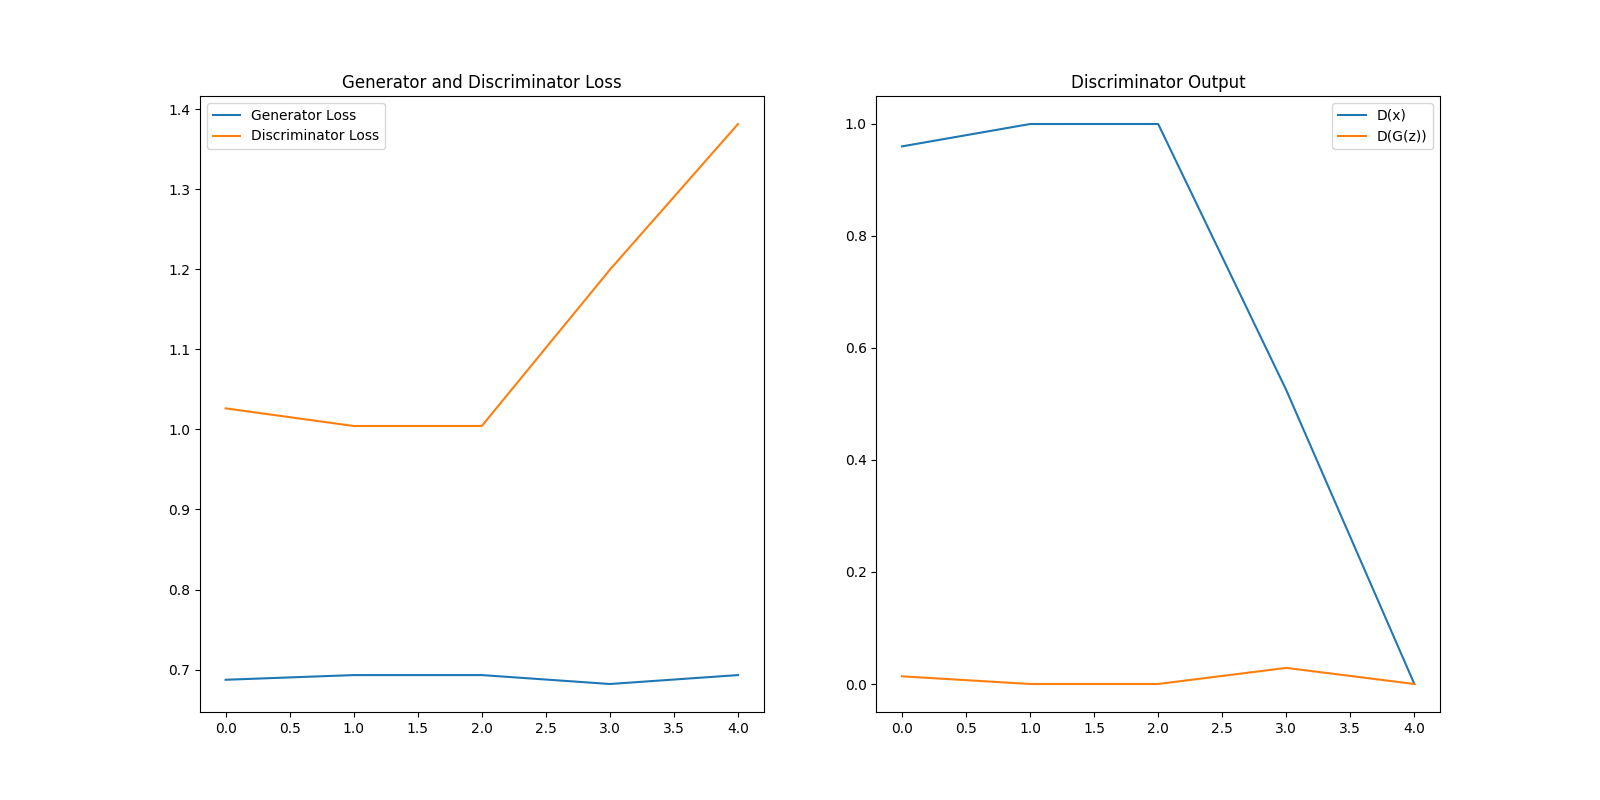 Generator and Discriminator Loss
Generator Loss
Discriminator Loss
1.4
1.3
1.2
1.1
1.0
0.9
0.8
0.7
0.0 0.5 1.0 1.5 2.0 2.5 3.0 3.5 4.0
Discriminator Output
D(x)
D(G(z))
1.0
0.8
0.6
0.4
0.2
0.0
0.0 0.5 1.0 1.5 2.0 2.5 3.0 3.5 4.0